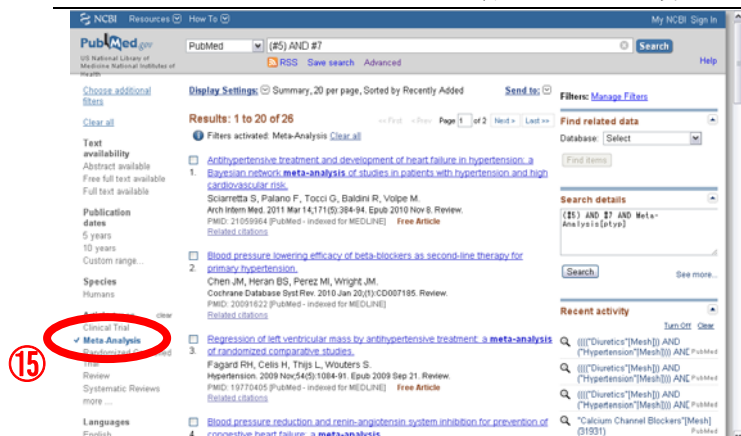 NCBI Resources How To My NCBI Sign In
PubMed.gov
US National Library of
Medicine National Institutes of
Health
PubMed (#5) AND #7 Search
RSS Save search Advanced Help
Choose additional
filters
Clear all
Text
availability
Abstract available
Free full text available
Full text available
Publication
dates
5 years
10 years
Custom range...
Species
Humans
clear
Clinical Trial
✓ Meta-Analysis
Trial
Review
Systematic Reviews
more ...
Languages
English
⑮
Display Settings: Summary, 20 per page, Sorted by Recently Added Send to:
Results: 1 to 20 of 26 << First < Prev Page 1 of 2 Next > Last >>
Filters activated: Meta-Analysis Clear all
1. Antihypertensive treatment and development of heart failure in hypertension: a
Bayesian network meta-analysis of studies in patients with hypertension and high
cardiovascular risk.
Sciarretta S, Palano F, Tocci G, Baldini R, Volpe M.
Arch Intern Med. 2011 Mar 14;171(5):384-94. Epub 2010 Nov 8. Review.
PMID: 21059964 [PubMed - indexed for MEDLINE] Free Article
Related citations
2. Blood pressure lowering efficacy of beta-blockers as second-line therapy for
primary hypertension.
Chen JM, Heran BS, Perez MI, Wright JM.
Cochrane Database Syst Rev. 2010 Jan 20;(1):CD007185. Review.
PMID: 20091622 [PubMed - indexed for MEDLINE]
Related citations
3. Regression of left ventricular mass by antihypertensive treatment: a meta-analysis
of randomized comparative studies.
Fagard RH, Celis H, Thijs L, Wouters S.
Hypertension. 2009 Nov;54(5):1084-91. Epub 2009 Sep 21. Review.
PMID: 19770405 [PubMed - indexed for MEDLINE] Free Article
Related citations
4. Blood pressure reduction and renin-angiotensin system inhibition for prevention of
congestive heart failure: a meta-analysis
Filters: Manage Filters
Find related data
Database: Select
Find items
Search details
(#5) AND #7 AND Meta-
Analysis[ptyp]
Search See more...
Recent activity
Turn Off Clear
(((("Diuretics"[Mesh])) AND
("Hypertension"[Mesh]))) AND PubMed
(((("Diuretics"[Mesh])) AND
("Hypertension"[Mesh]))) AND PubMed
(((("Diuretics"[Mesh])) AND
("Hypertension"[Mesh]))) AND PubMed
"Calcium Channel Blockers"[Mesh]
(31931) PubMed